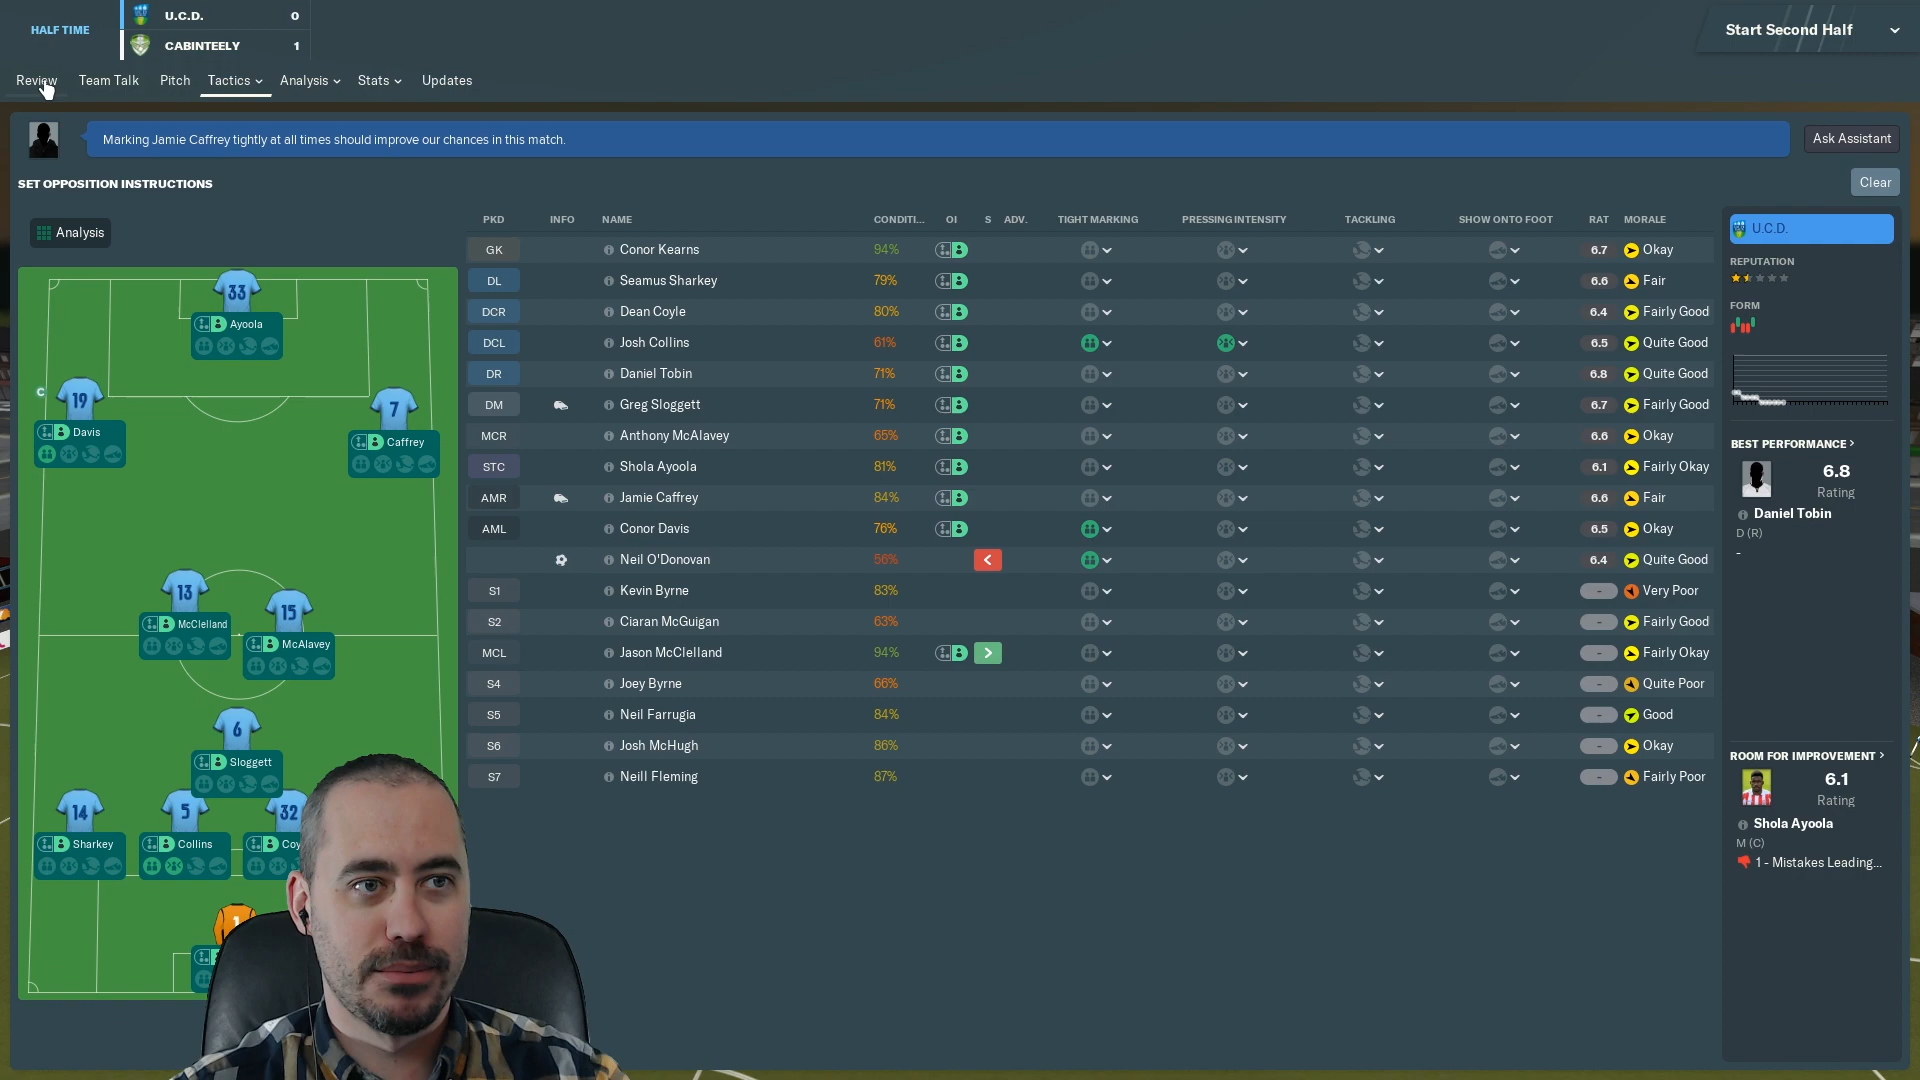 HALF TIME
U.C.D. 0
CABINTEELY 1
Start Second Half
Review Team Talk Pitch Tactics Analysis Stats Updates
Marking Jamie Caffrey tightly at all times should improve our chances in this match.
Ask Assistant
SET OPPOSITION INSTRUCTIONS
Clear
Analysis
33
Ayoola
C
19
Davis
7
Caffrey
13
McClelland
15
McAlavey
6
Sloggett
14
Sharkey
5
Collins
32
Coy
1
PKD INFO NAME CONDITI... OI S ADV. TIGHT MARKING PRESSING INTENSITY TACKLING SHOW ONTO FOOT RAT MORALE
GK Conor Kearns 94% 6.7 Okay
DL Seamus Sharkey 79% 6.6 Fair
DCR Dean Coyle 80% 6.4 Fairly Good
DCL Josh Collins 61% 6.5 Quite Good
DR Daniel Tobin 71% 6.8 Quite Good
DM Greg Sloggett 71% 6.7 Fairly Good
MCR Anthony McAlavey 65% 6.6 Okay
STC Shola Ayoola 81% 6.1 Fairly Okay
AMR Jamie Caffrey 84% 6.6 Fair
AML Conor Davis 76% 6.5 Okay
Neil O'Donovan 56% 6.4 Quite Good
S1 Kevin Byrne 83% - Very Poor
S2 Ciaran McGuigan 63% - Fairly Good
MCL Jason McClelland 94% - Fairly Okay
S4 Joey Byrne 66% - Quite Poor
S5 Neil Farrugia 84% - Good
S6 Josh McHugh 86% - Okay
S7 Neill Fleming 87% - Fairly Poor
U.C.D.
REPUTATION
FORM
BEST PERFORMANCE >
6.8
Rating
Daniel Tobin
D (R)
-
ROOM FOR IMPROVEMENT >
6.1
Rating
Shola Ayoola
M (C)
1 - Mistakes Leading...